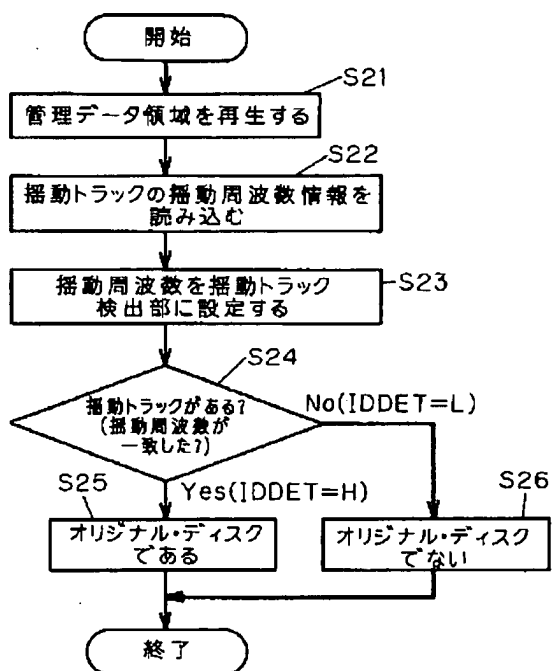 開始
S21
管理データ領域を再生する
S22
揺動トラックの揺動周波数情報を
読み込む
S23
揺動周波数を揺動トラック
検出部に設定する
S24
揺動トラックがある?
(揺動周波数が
一致した?)
No(IDDET=L)
S25
Yes(IDDET=H)
S26
オリジナル・ディスク
である
オリジナル・ディスク
でない
終了